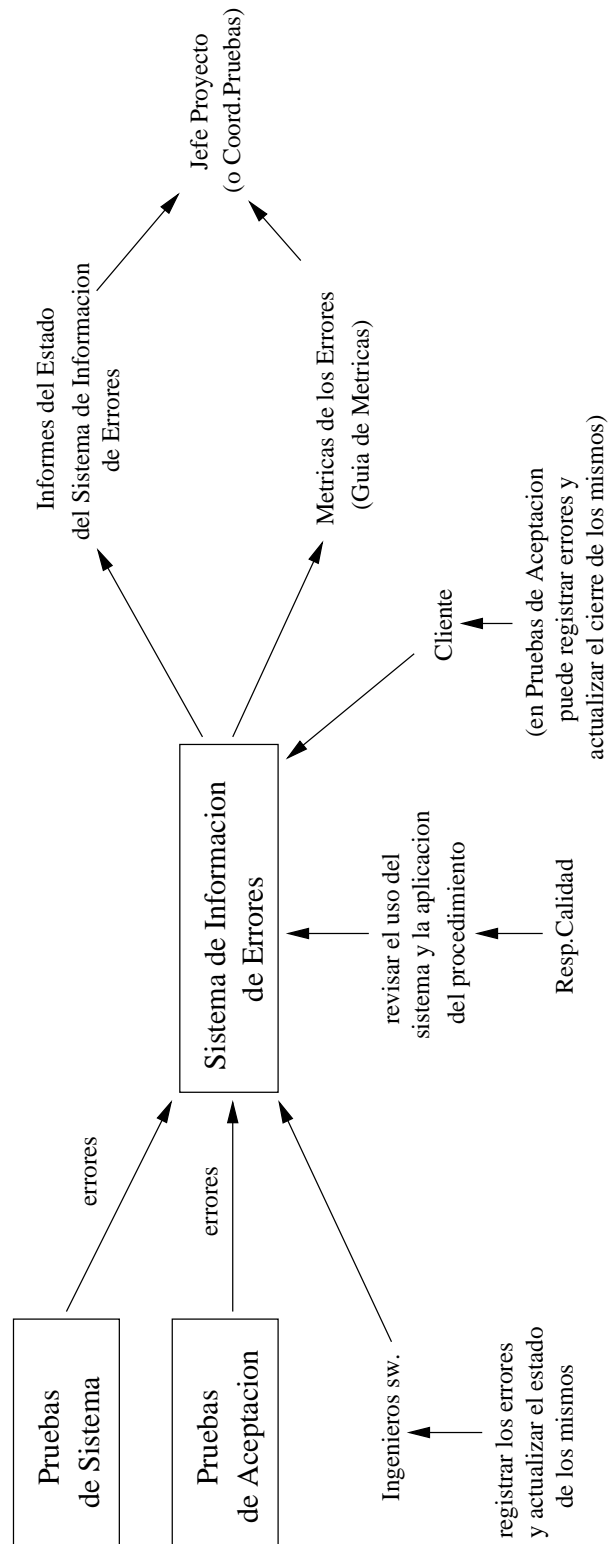 Pruebas
de Sistema
errores
Pruebas
de Aceptacion
errores
Ingenieros sw.
registrar los errores
y actualizar el estado
de los mismos
Sistema de Informacion
de Errores
revisar el uso del
sistema y la aplicacion
del procedimiento
Resp.Calidad
Informes del Estado
del Sistema de Informacion
de Errores
Metricas de los Errores
(Guia de Metricas)
Cliente
(en Pruebas de Aceptacion
puede registrar errores y
actualizar el cierre de los mismos)
Jefe Proyecto
(o Coord.Pruebas)